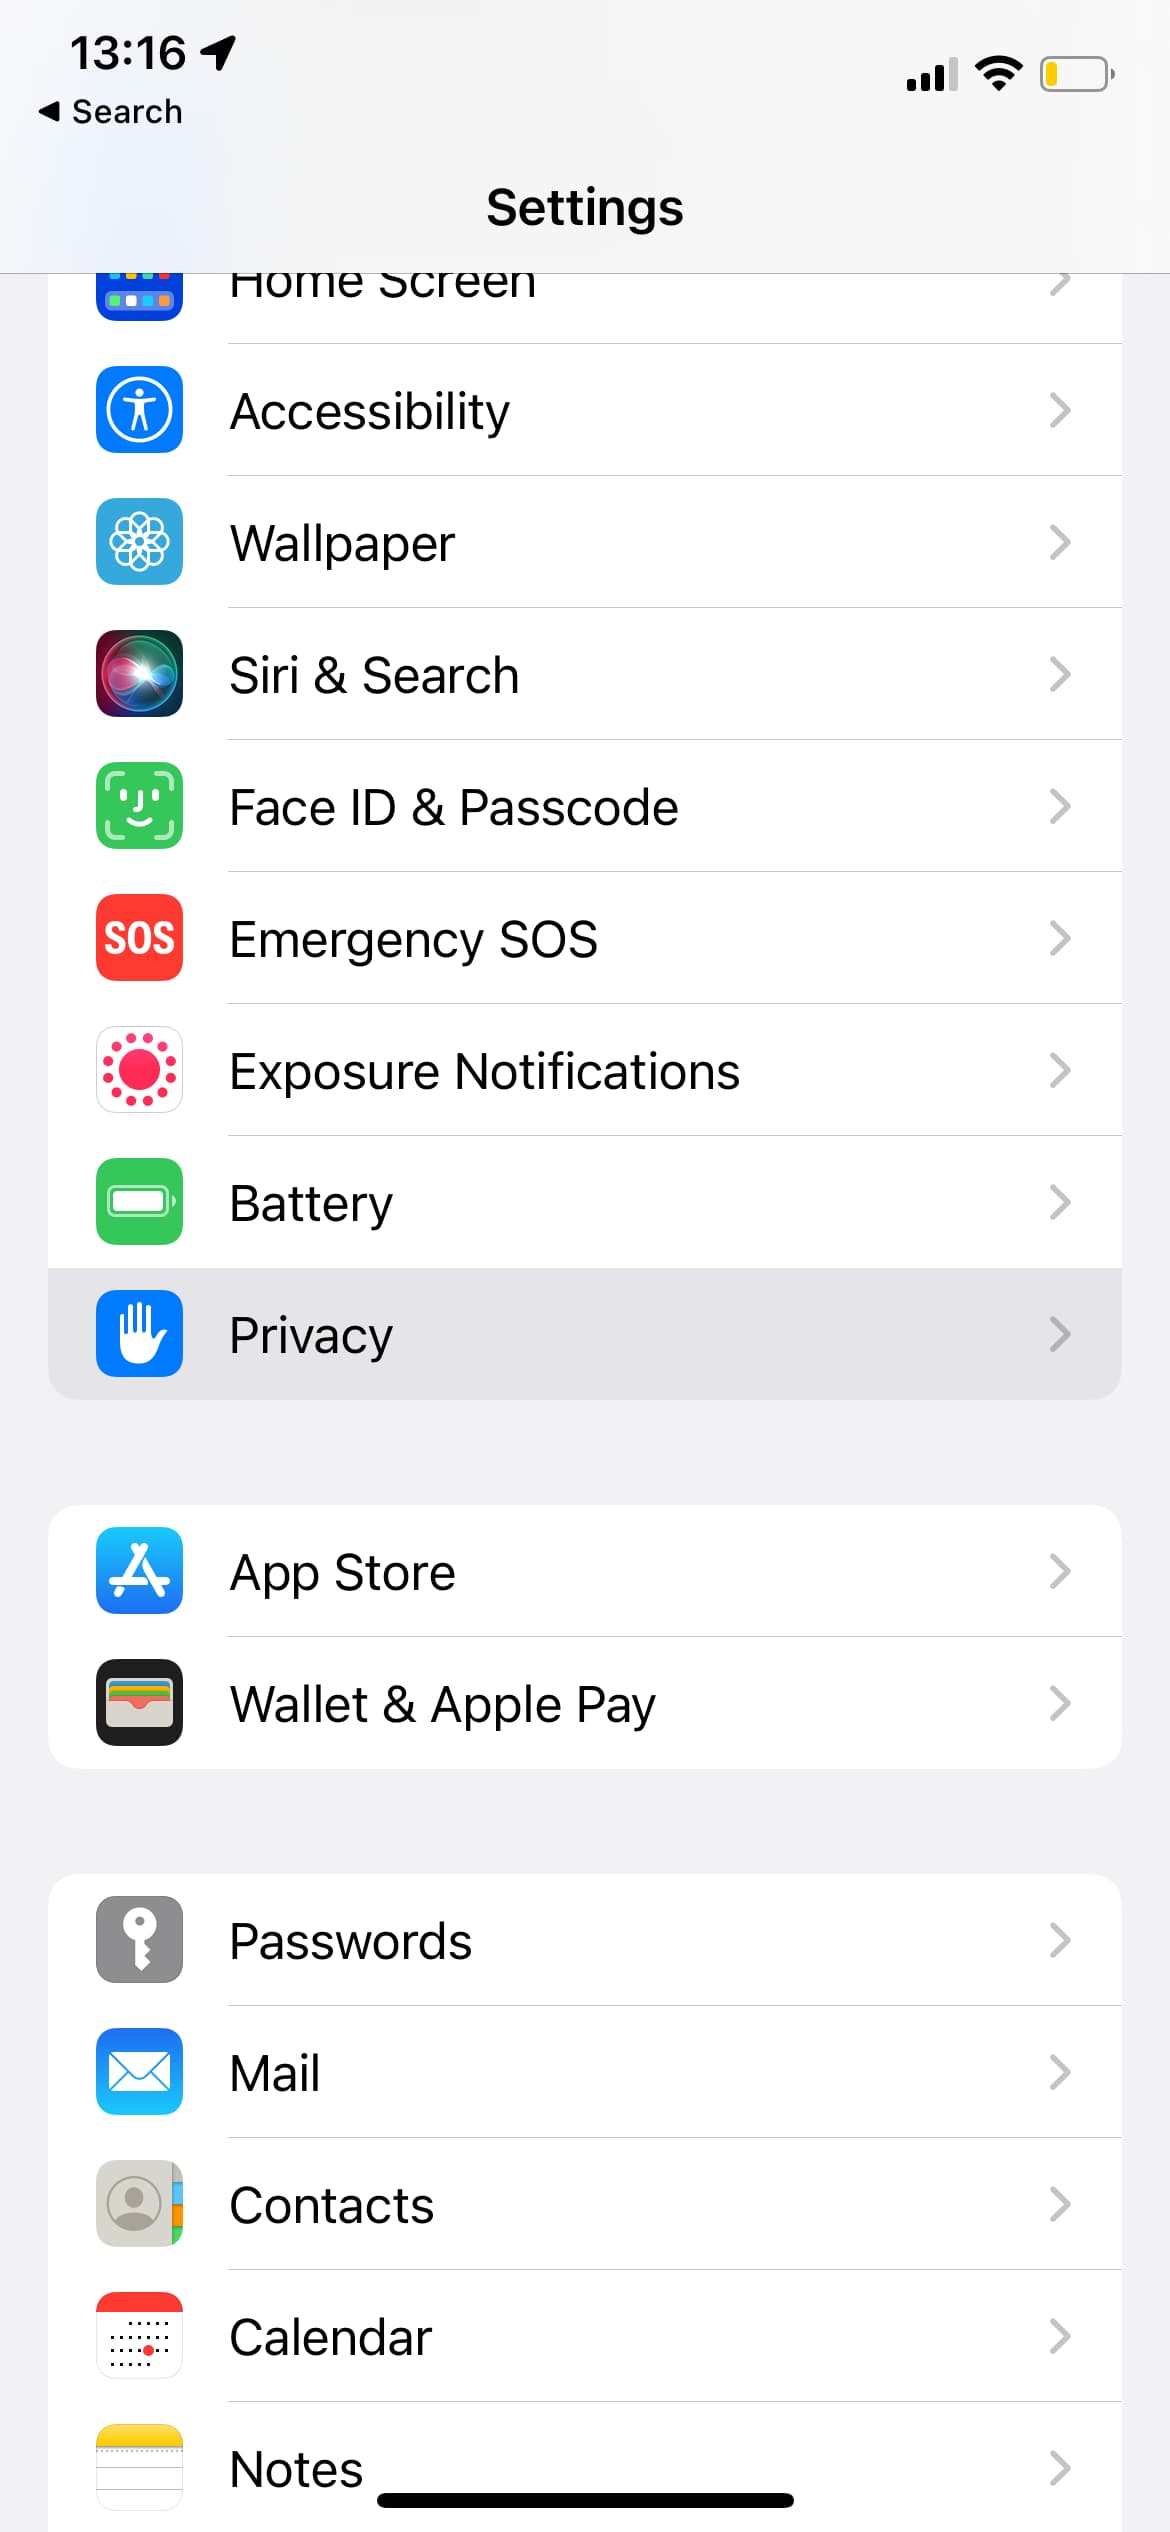 13:16
Search
Settings
Home Screen
Accessibility
Wallpaper
Siri & Search
Face ID & Passcode
SOS
Emergency SOS
Exposure Notifications
Battery
Privacy
App Store
Wallet & Apple Pay
Passwords
Mail
Contacts
Calendar
Notes